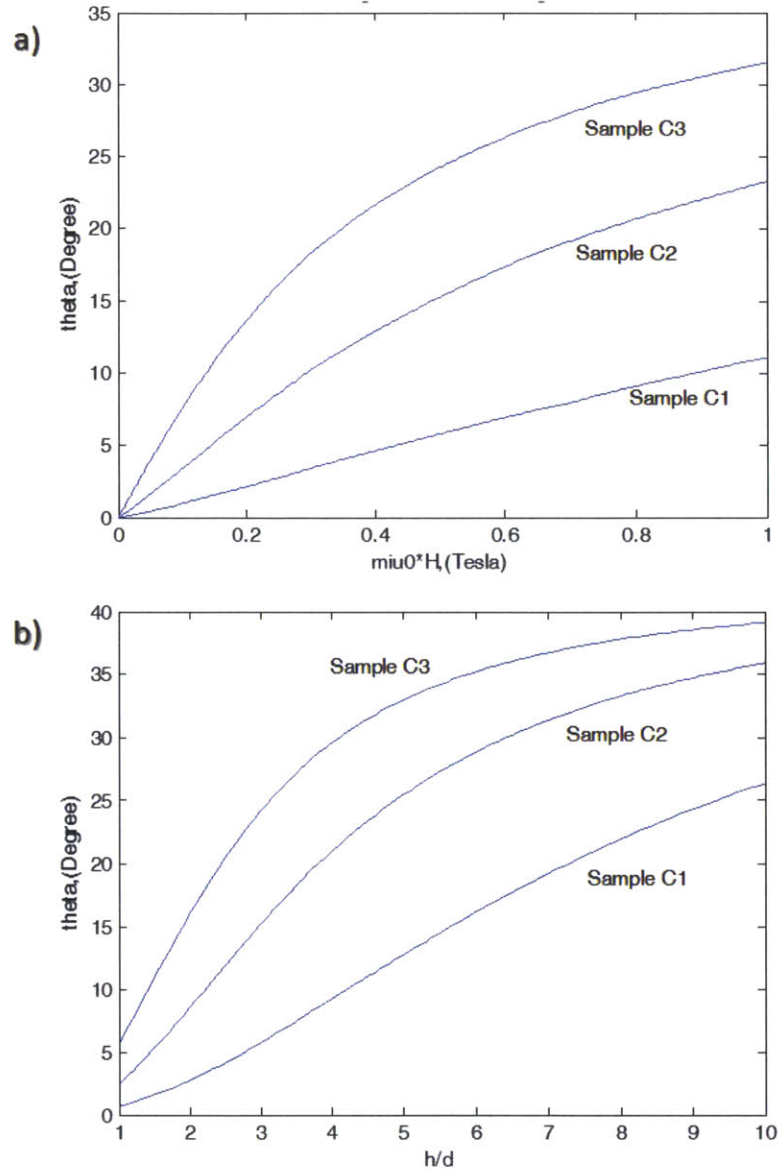 a)
35
30
25
20
15
10
5
0
theta,(Degree)
Sample C3
Sample C2
Sample C1
0 0.2 0.4 0.6 0.8 1
miu0*H,(Tesla)
b)
40
35
30
25
20
15
10
5
0
theta,(Degree)
Sample C3
Sample C2
Sample C1
1 2 3 4 5 6 7 8 9 10
h/d